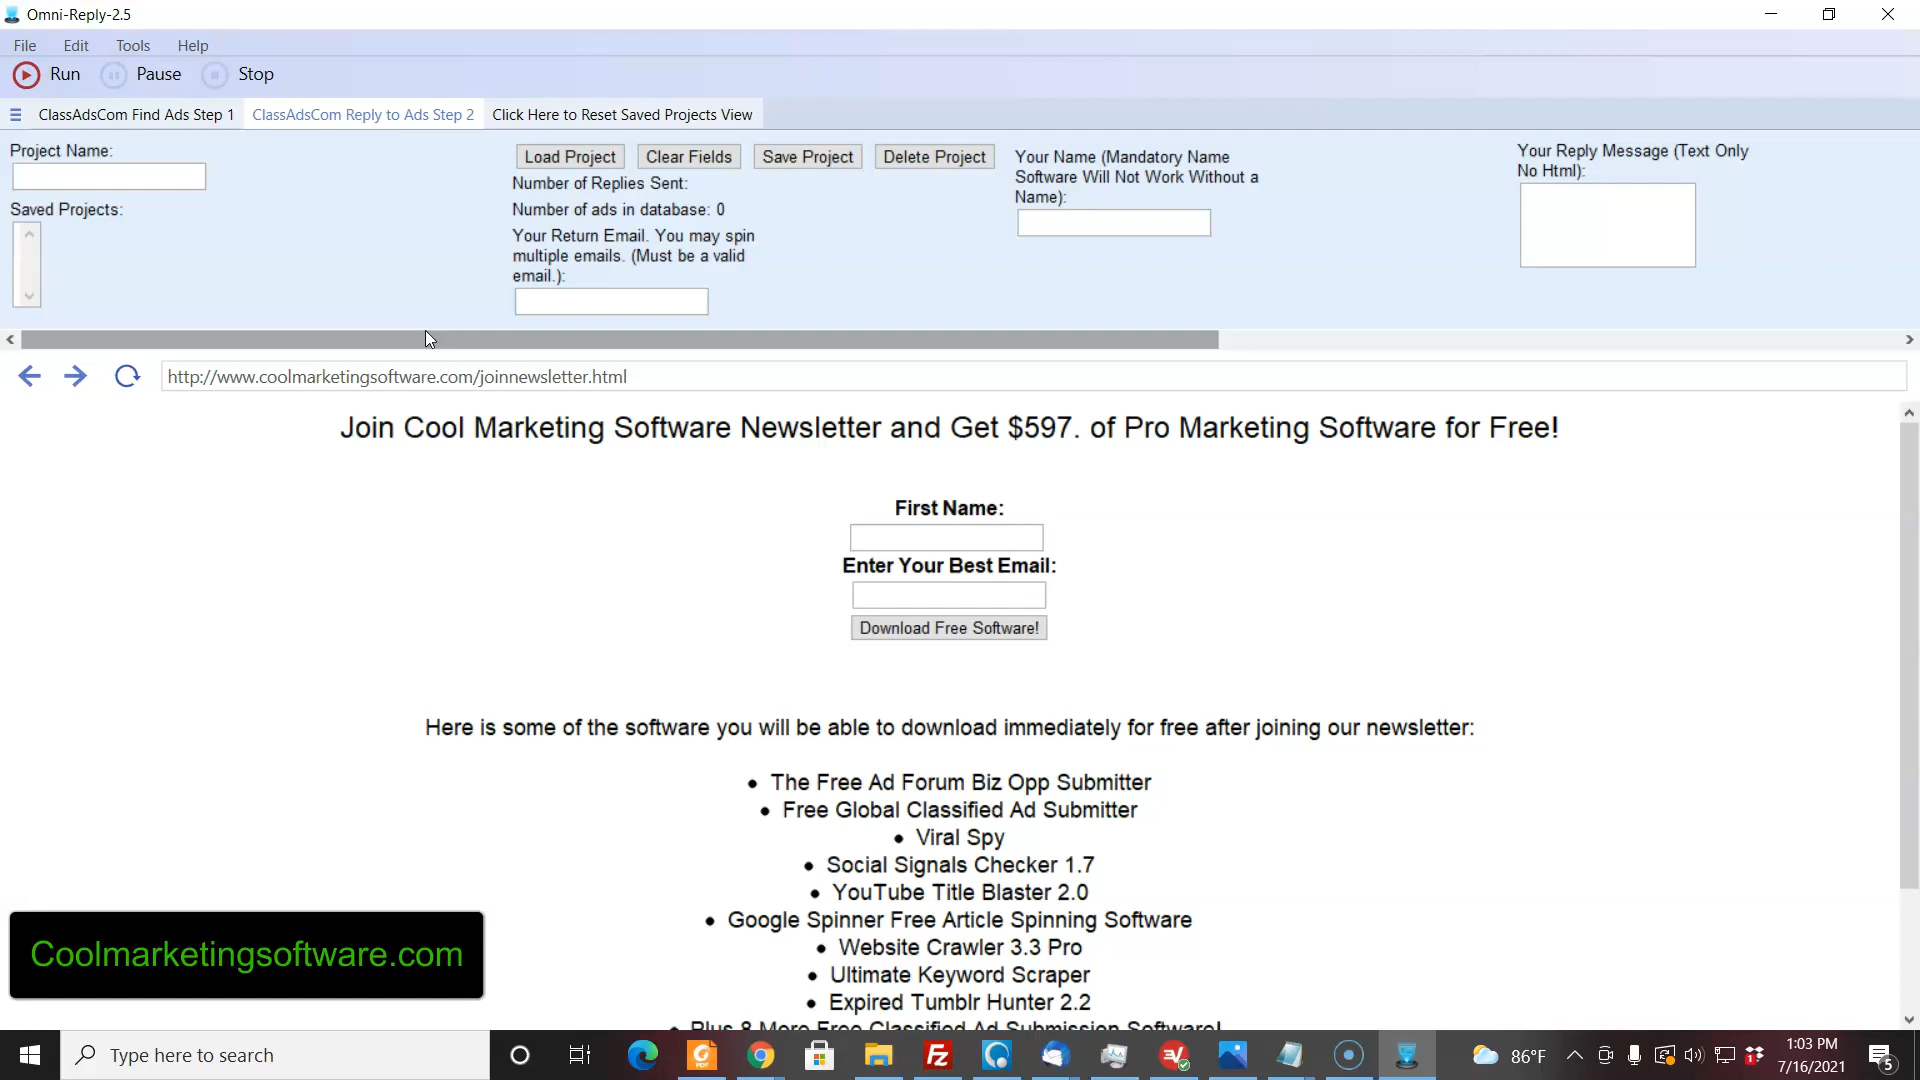 Omni-Reply-2.5
File Edit Tools Help
Run Pause Stop
ClassAdsCom Find Ads Step 1 ClassAdsCom Reply to Ads Step 2 Click Here to Reset Saved Projects View
Project Name:
Saved Projects:
Load Project Clear Fields Save Project Delete Project
Number of Replies Sent:
Number of ads in database: 0
Your Return Email. You may spin
multiple emails. (Must be a valid
email.):
Your Name (Mandatory Name
Software Will Not Work Without a
Name):
Your Reply Message (Text Only
No Html):
http://www.coolmarketingsoftware.com/joinnewsletter.html
Join Cool Marketing Software Newsletter and Get $597. of Pro Marketing Software for Free!
First Name:
Enter Your Best Email:
Download Free Software!
Here is some of the software you will be able to download immediately for free after joining our newsletter:
• The Free Ad Forum Biz Opp Submitter
• Free Global Classified Ad Submitter
• Viral Spy
• Social Signals Checker 1.7
• YouTube Title Blaster 2.0
• Google Spinner Free Article Spinning Software
• Website Crawler 3.3 Pro
• Ultimate Keyword Scraper
• Expired Tumblr Hunter 2.2
• Plus 8 More Free Classified Ad Submission Software!
Coolmarketingsoftware.com
Type here to search
86°F
1:03 PM
7/16/2021
5